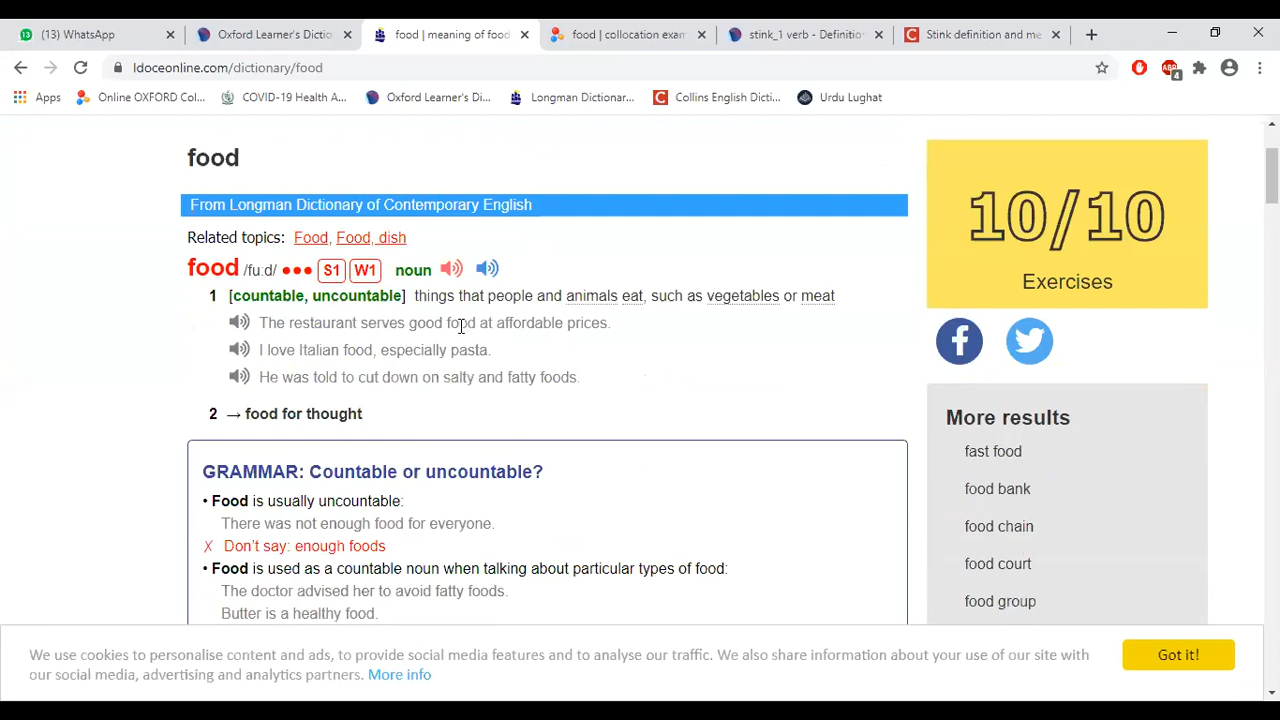 (13) WhatsApp
Oxford Learner's Dictio
food | meaning of food
food | collocation exam
stink_1 verb - Definitio
Stink definition and me
ldoceonline.com/dictionary/food
Apps
Online OXFORD Col...
COVID-19 Health A...
Oxford Learner's Di...
Longman Dictionar...
Collins English Dicti...
Urdu Lughat
food
From Longman Dictionary of Contemporary English
Related topics: Food, Food, dish
food /fuːd/ ●●● S1 W1 noun
1 [countable, uncountable] things that people and animals eat, such as vegetables or meat
The restaurant serves good food at affordable prices.
I love Italian food, especially pasta.
He was told to cut down on salty and fatty foods.
2 → food for thought
GRAMMAR: Countable or uncountable?
• Food is usually uncountable:
There was not enough food for everyone.
✗ Don't say: enough foods
• Food is used as a countable noun when talking about particular types of food:
The doctor advised her to avoid fatty foods.
Butter is a healthy food.
10/10
Exercises
More results
fast food
food bank
food chain
food court
food group
We use cookies to personalise content and ads, to provide social media features and to analyse our traffic. We also share information about your use of our site with
our social media, advertising and analytics partners. More info
Got it!